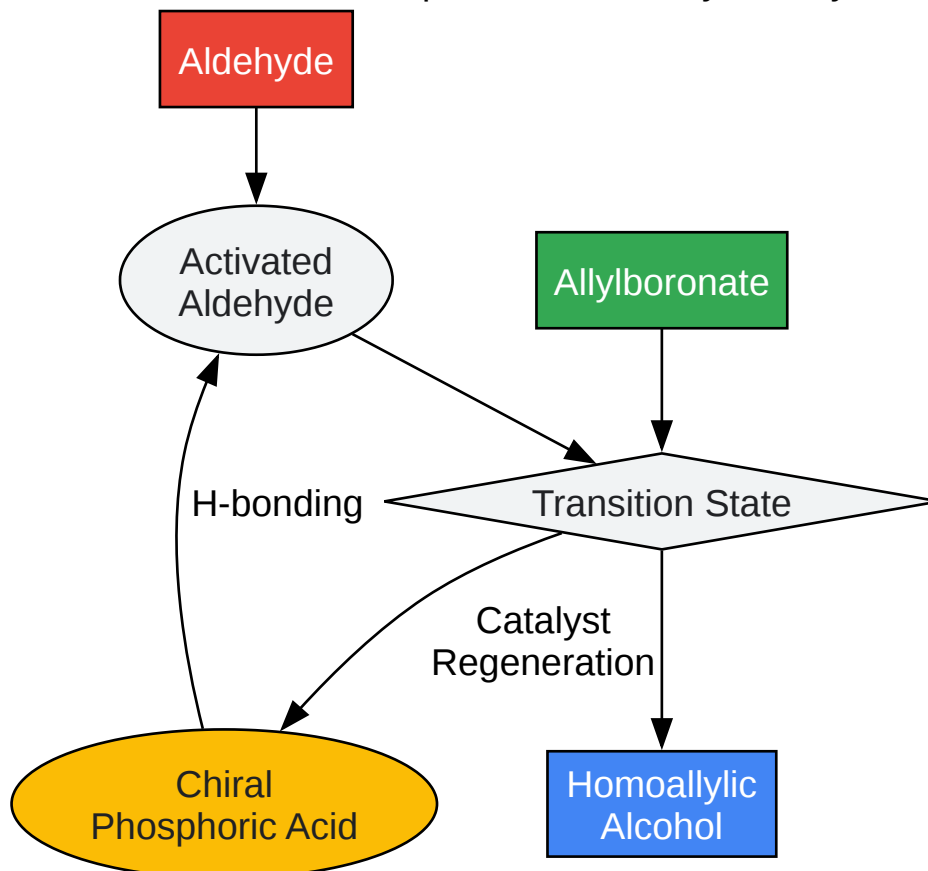 Aldehyde
Activated
Aldehyde
Allylboronate
H-bonding
Transition State
Catalyst
Regeneration
Chiral
Phosphoric Acid
Homoallylic
Alcohol